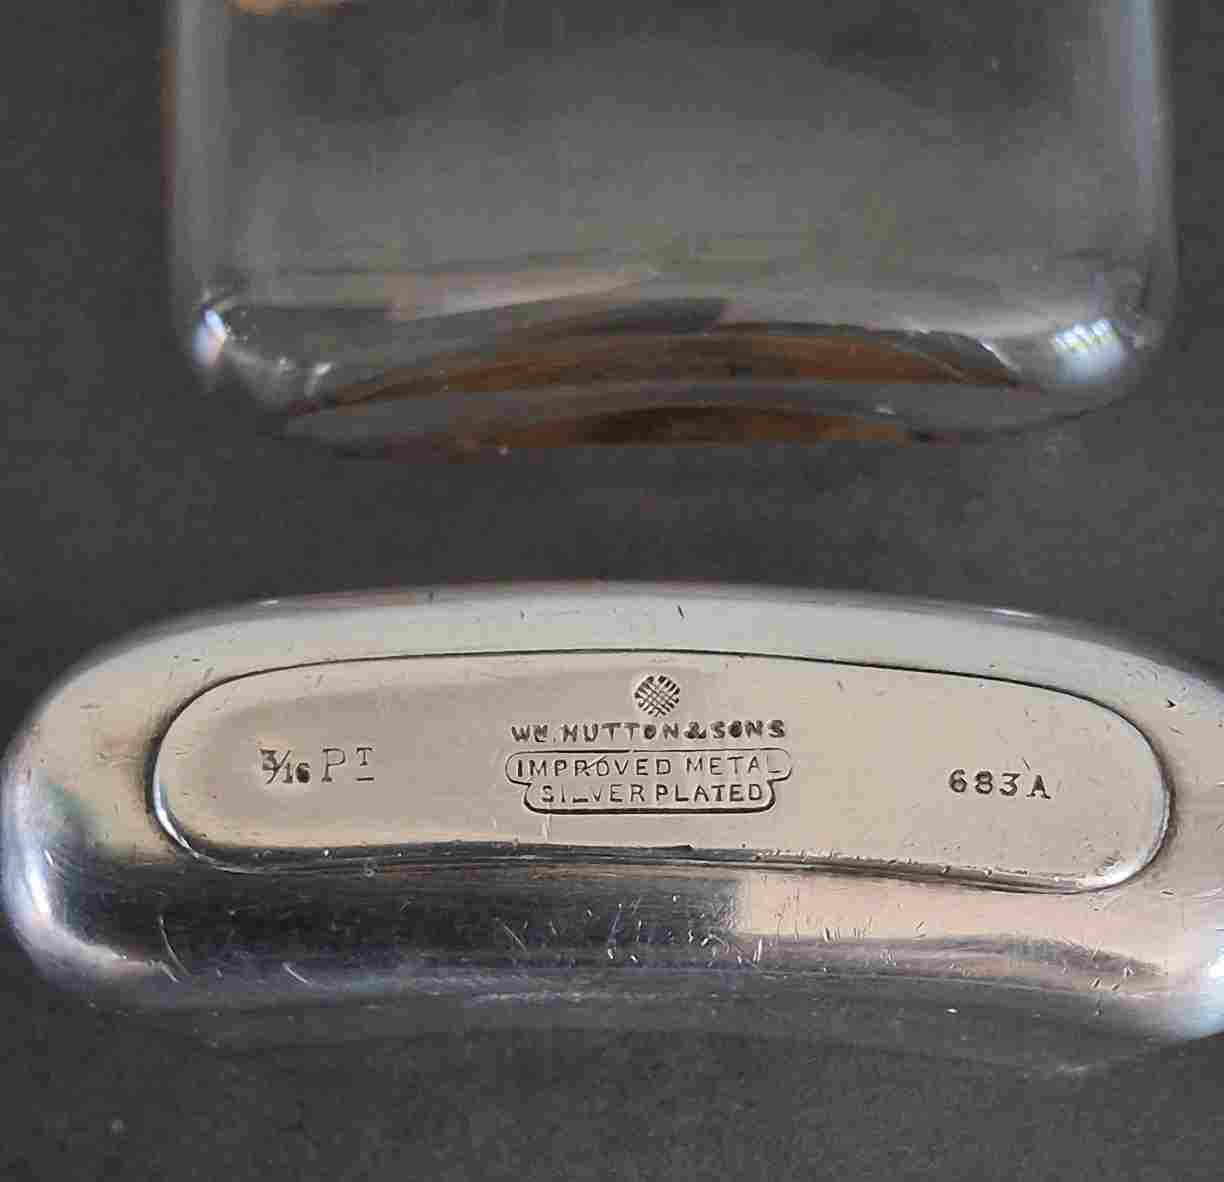 3/16 PT
WM. HUTTON & SONS
IMPROVED METAL
SILVER PLATED
683 A